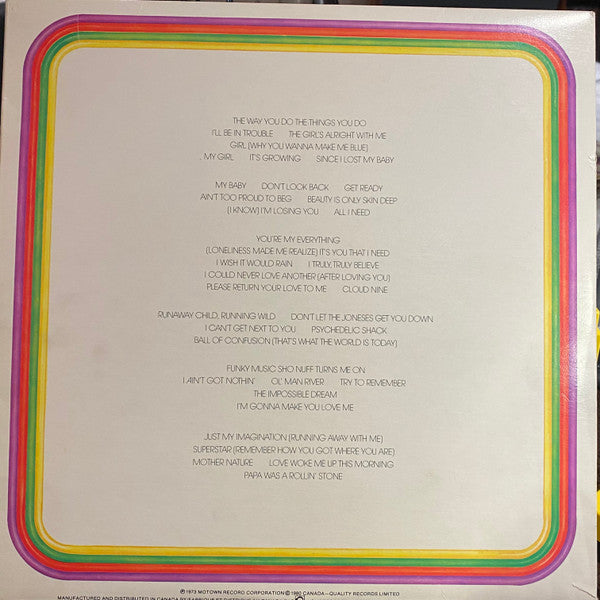 THE WAY YOU DO THE THINGS YOU DO
I'LL BE IN TROUBLE THE GIRL'S ALRIGHT WITH ME
GIRL (WHY YOU WANNA MAKE ME BLUE)
MY GIRL IT'S GROWING SINCE I LOST MY BABY
MY BABY DON'T LOOK BACK GET READY
AIN'T TOO PROUD TO BEG BEAUTY IS ONLY SKIN DEEP
(I KNOW) I'M LOSING YOU ALL I NEED
YOU'RE MY EVERYTHING
(LONELINESS MADE ME REALIZE) IT'S YOU THAT I NEED
I WISH IT WOULD RAIN I TRULY, TRULY BELIEVE
I COULD NEVER LOVE ANOTHER (AFTER LOVING YOU)
PLEASE RETURN YOUR LOVE TO ME CLOUD NINE
RUNAWAY CHILD, RUNNING WILD DON'T LET THE JONESES GET YOU DOWN
I CAN'T GET NEXT TO YOU PSYCHEDELIC SHACK
BALL OF CONFUSION (THAT'S WHAT THE WORLD IS TODAY)
FUNKY MUSIC SHO NUFF TURNS ME ON
I AIN'T GOT NOTHIN' OL' MAN RIVER TRY TO REMEMBER
THE IMPOSSIBLE DREAM
I'M GONNA MAKE YOU LOVE ME
JUST MY IMAGINATION (RUNNING AWAY WITH ME)
SUPERSTAR (REMEMBER HOW YOU GOT WHERE YOU ARE)
MOTHER NATURE LOVE WOKE ME UP THIS MORNING
PAPA WAS A ROLLIN' STONE
℗ 1973 MOTOWN RECORD CORPORATION © 1980 CANADA—QUALITY RECORDS LIMITED
MANUFACTURED AND DISTRIBUTED IN CANADA BY